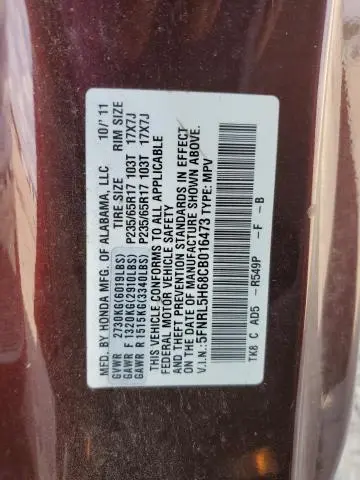 MFD. BY HONDA MFG. OF ALABAMA, LLC 10/'11
TIRE SIZE RIM SIZE
GVWR 2730KG(6019LBS)
GAWR F 1320KG(2910LBS) P235/65R17 103T 17X7J
GAWR R 1515KG(3340LBS) P235/65R17 103T 17X7J
THIS VEHICLE CONFORMS TO ALL APPLICABLE
FEDERAL MOTOR VEHICLE SAFETY
AND THEFT PREVENTION STANDARDS IN EFFECT
ON THE DATE OF MANUFACTURE SHOWN ABOVE.
V.I.N.:5FNRL5H68CB016473 TYPE: MPV
TK8 C AD5 -R549P -F -B